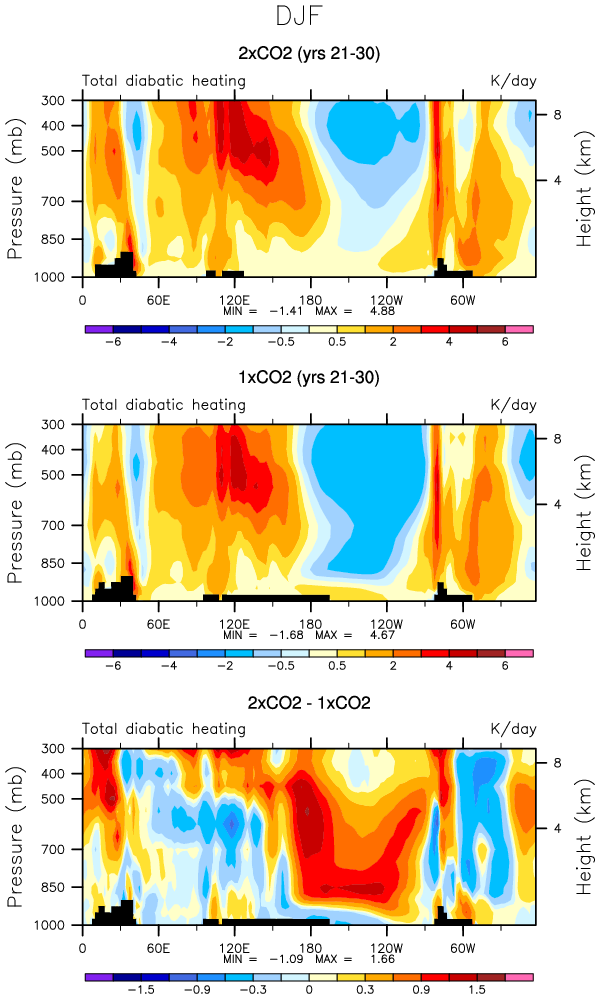 DJF
2xCO2 (yrs 21-30)
Total diabatic heating K/day
Pressure (mb)
300
400
500
700
850
1000
8
4
Height (km)
0 60E 120E 180 120W 60W
MIN = -1.41 MAX = 4.88
-6 -4 -2 -0.5 0.5 2 4 6
1xCO2 (yrs 21-30)
Total diabatic heating K/day
Pressure (mb)
300
400
500
700
850
1000
8
4
Height (km)
0 60E 120E 180 120W 60W
MIN = -1.68 MAX = 4.67
-6 -4 -2 -0.5 0.5 2 4 6
2xCO2 - 1xCO2
Total diabatic heating K/day
Pressure (mb)
300
400
500
700
850
1000
8
4
Height (km)
0 60E 120E 180 120W 60W
MIN = -1.09 MAX = 1.66
-1.5 -0.9 -0.3 0 0.3 0.9 1.5